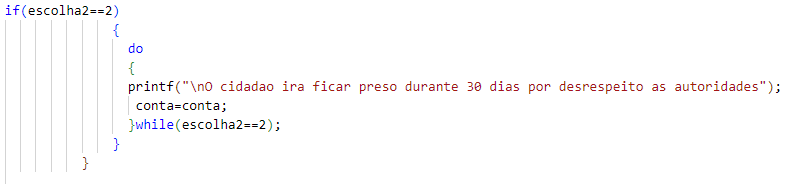 if(escolha2==2)
{
do
{
printf("\nO cidadao ira ficar preso durante 30 dias por desrespeito as autoridades");
conta=conta;
}while(escolha2==2);
}
}